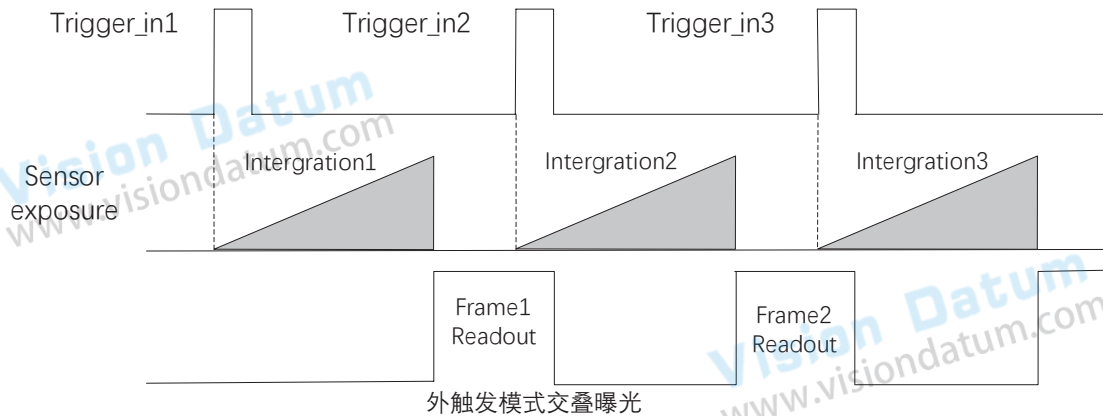 Trigger_in1
Trigger_in2
Trigger_in3
Vision Datum
www.visiondatum.com
Sensor
exposure
Intergration1
Intergration2
Intergration3
Frame1
Readout
Frame2
Readout
Vision Datum
www.visiondatum.com
外触发模式交叠曝光